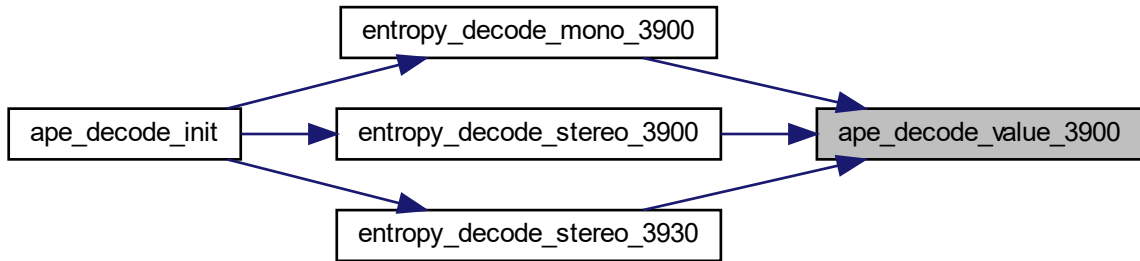 entropy_decode_mono_3900
ape_decode_init
entropy_decode_stereo_3900
ape_decode_value_3900
entropy_decode_stereo_3930